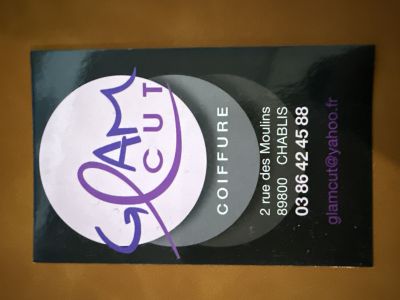 GLAM
CUT
COIFFURE
2 rue des Moulins
89800 CHABLIS
03 86 42 45 88
glamcut@yahoo.fr